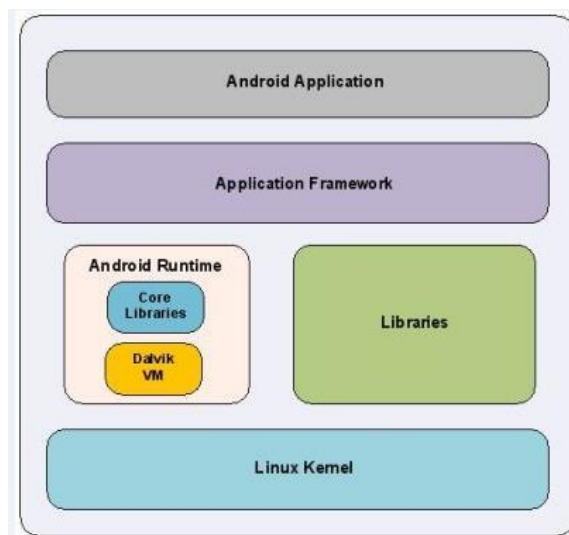 Android Application
Application Framework
Android Runtime
Core
Libraries
Dalvik
VM
Libraries
Linux Kernel